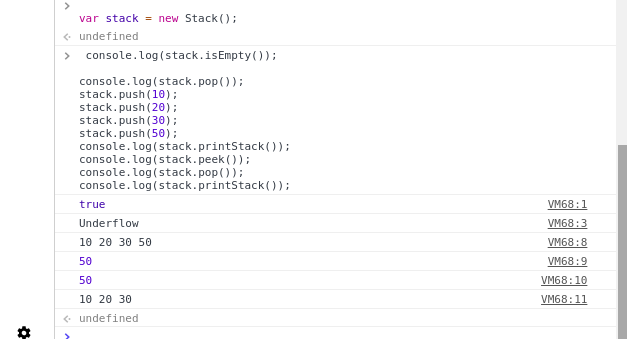 var stack = new Stack();
undefined
console.log(stack.isEmpty());
console.log(stack.pop());
stack.push(10);
stack.push(20);
stack.push(30);
stack.push(50);
console.log(stack.printStack());
console.log(stack.peek());
console.log(stack.pop());
console.log(stack.printStack());
true VM68:1
Underflow VM68:3
10 20 30 50 VM68:8
50 VM68:9
50 VM68:10
10 20 30 VM68:11
undefined